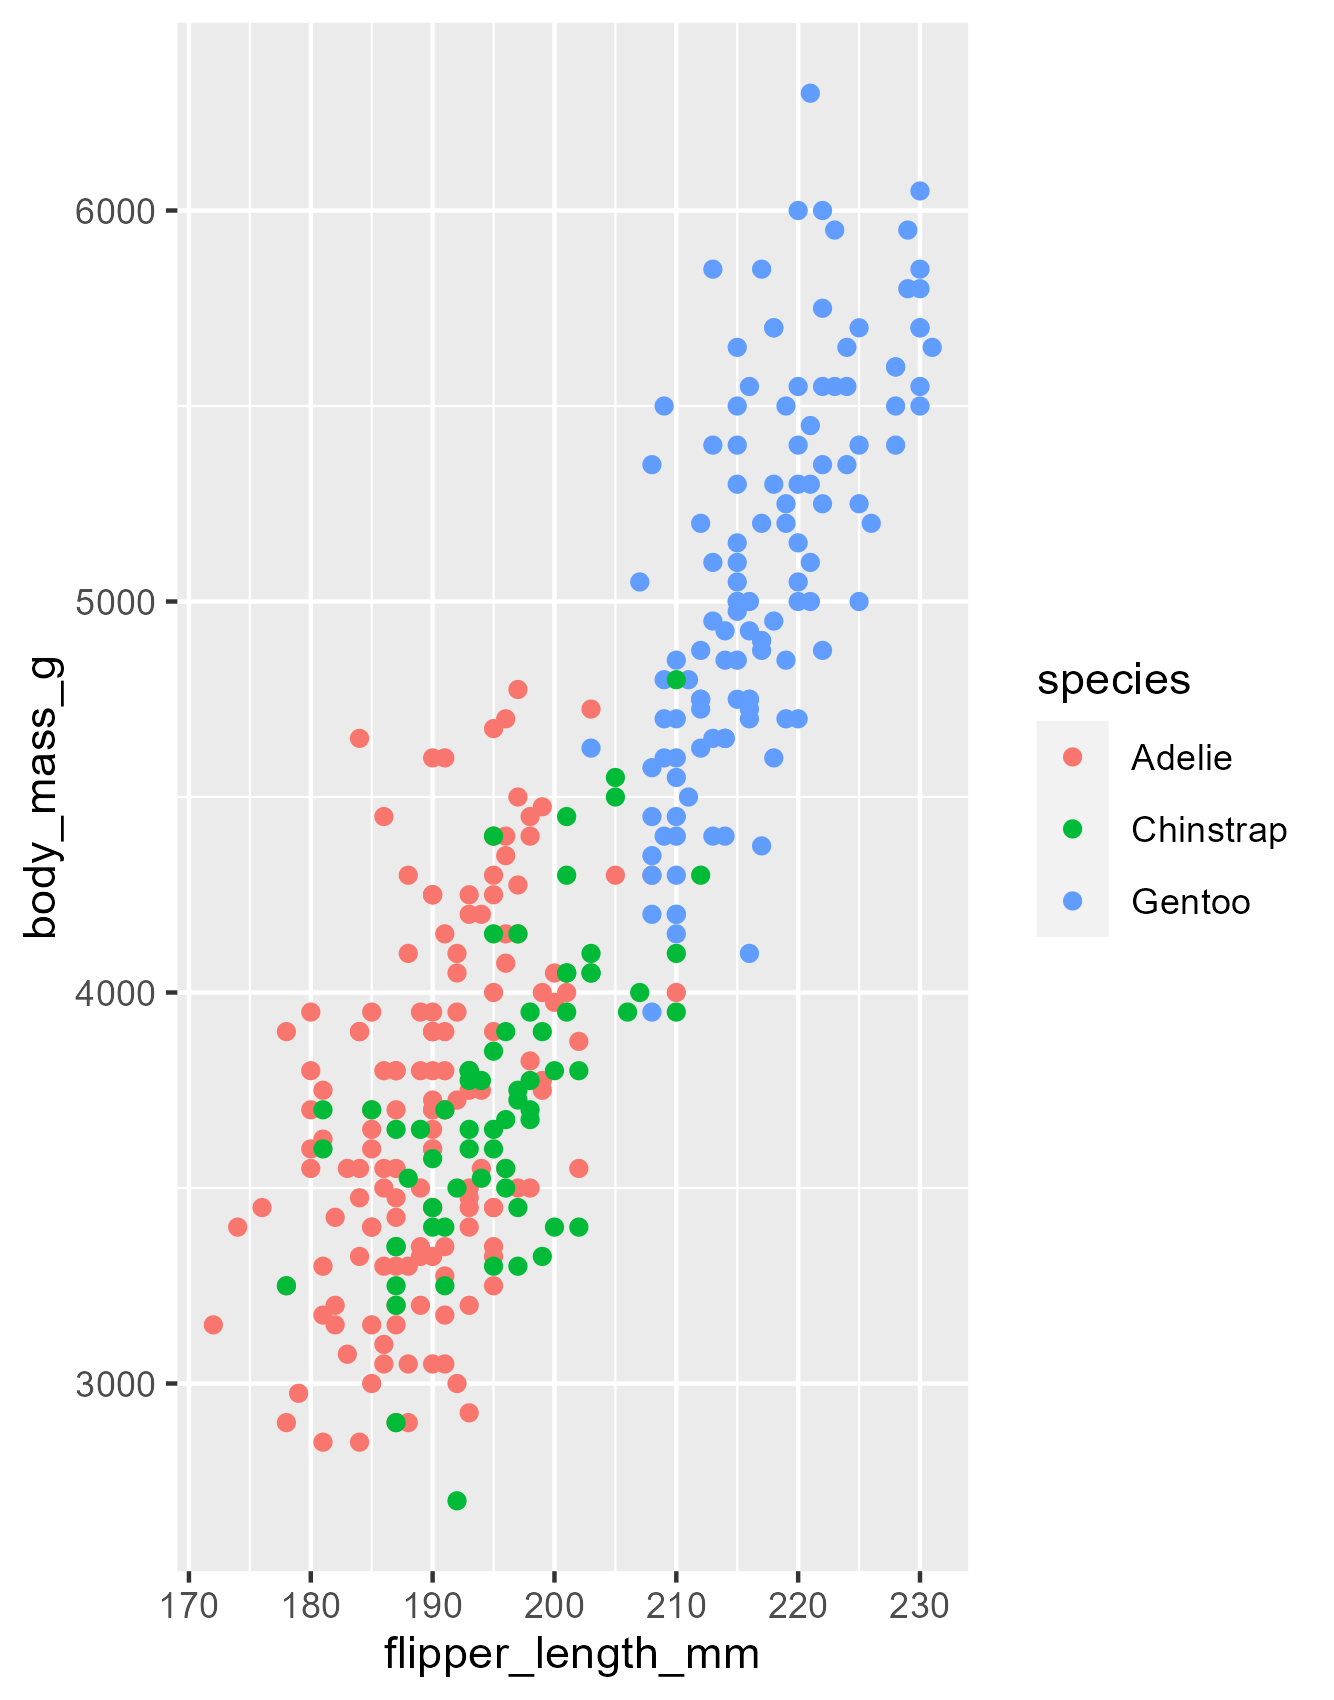 6000
5000
4000
3000
body_mass_g
170 180 190 200 210 220 230
flipper_length_mm
species
Adelie
Chinstrap
Gentoo